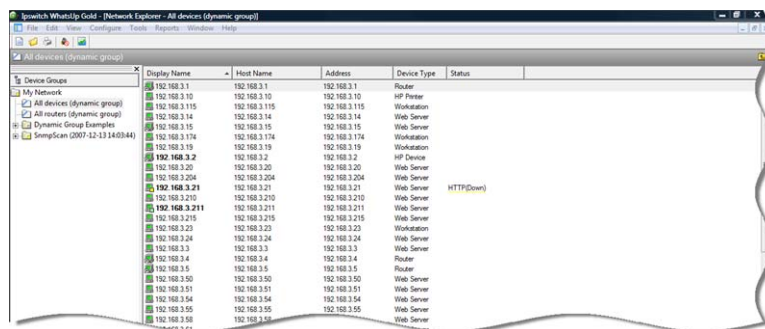 Ipswitch WhatsUp Gold - [Network Explorer - All devices (dynamic group)]
File Edit View Configure Tools Reports Window Help
All devices (dynamic group)
Device Groups
My Network
All devices (dynamic group)
All routers (dynamic group)
Dynamic Group Examples
SnmpScan (2007-12-13 14:03:44)
Display Name Host Name Address Device Type Status
192.168.3.1 192.168.3.1 192.168.3.1 Router
192.168.3.10 192.168.3.10 192.168.3.10 HP Printer
192.168.3.115 192.168.3.115 192.168.3.115 Workstation
192.168.3.14 192.168.3.14 192.168.3.14 Web Server
192.168.3.15 192.168.3.15 192.168.3.15 Web Server
192.168.3.174 192.168.3.174 192.168.3.174 Workstation
192.168.3.19 192.168.3.19 192.168.3.19 Workstation
192.168.3.2 192.168.3.2 192.168.3.2 HP Device
192.168.3.20 192.168.3.20 192.168.3.20 Web Server
192.168.3.204 192.168.3.204 192.168.3.204 Web Server
192.168.3.21 192.168.3.21 192.168.3.21 Web Server HTTP(Down)
192.168.3.210 192.168.3.210 192.168.3.210 Web Server
192.168.3.211 192.168.3.211 192.168.3.211 Web Server
192.168.3.215 192.168.3.215 192.168.3.215 Web Server
192.168.3.23 192.168.3.23 192.168.3.23 Workstation
192.168.3.24 192.168.3.24 192.168.3.24 Web Server
192.168.3.3 192.168.3.3 192.168.3.3 Web Server
192.168.3.4 192.168.3.4 192.168.3.4 Router
192.168.3.5 192.168.3.5 192.168.3.5 Router
192.168.3.50 192.168.3.50 192.168.3.50 Web Server
192.168.3.51 192.168.3.51 192.168.3.51 Web Server
192.168.3.54 192.168.3.54 192.168.3.54 Web Server
192.168.3.55 192.168.3.55 192.168.3.55 Web Server
192.168.3.58 192.168.3.58 192.168.3.58 Web Server